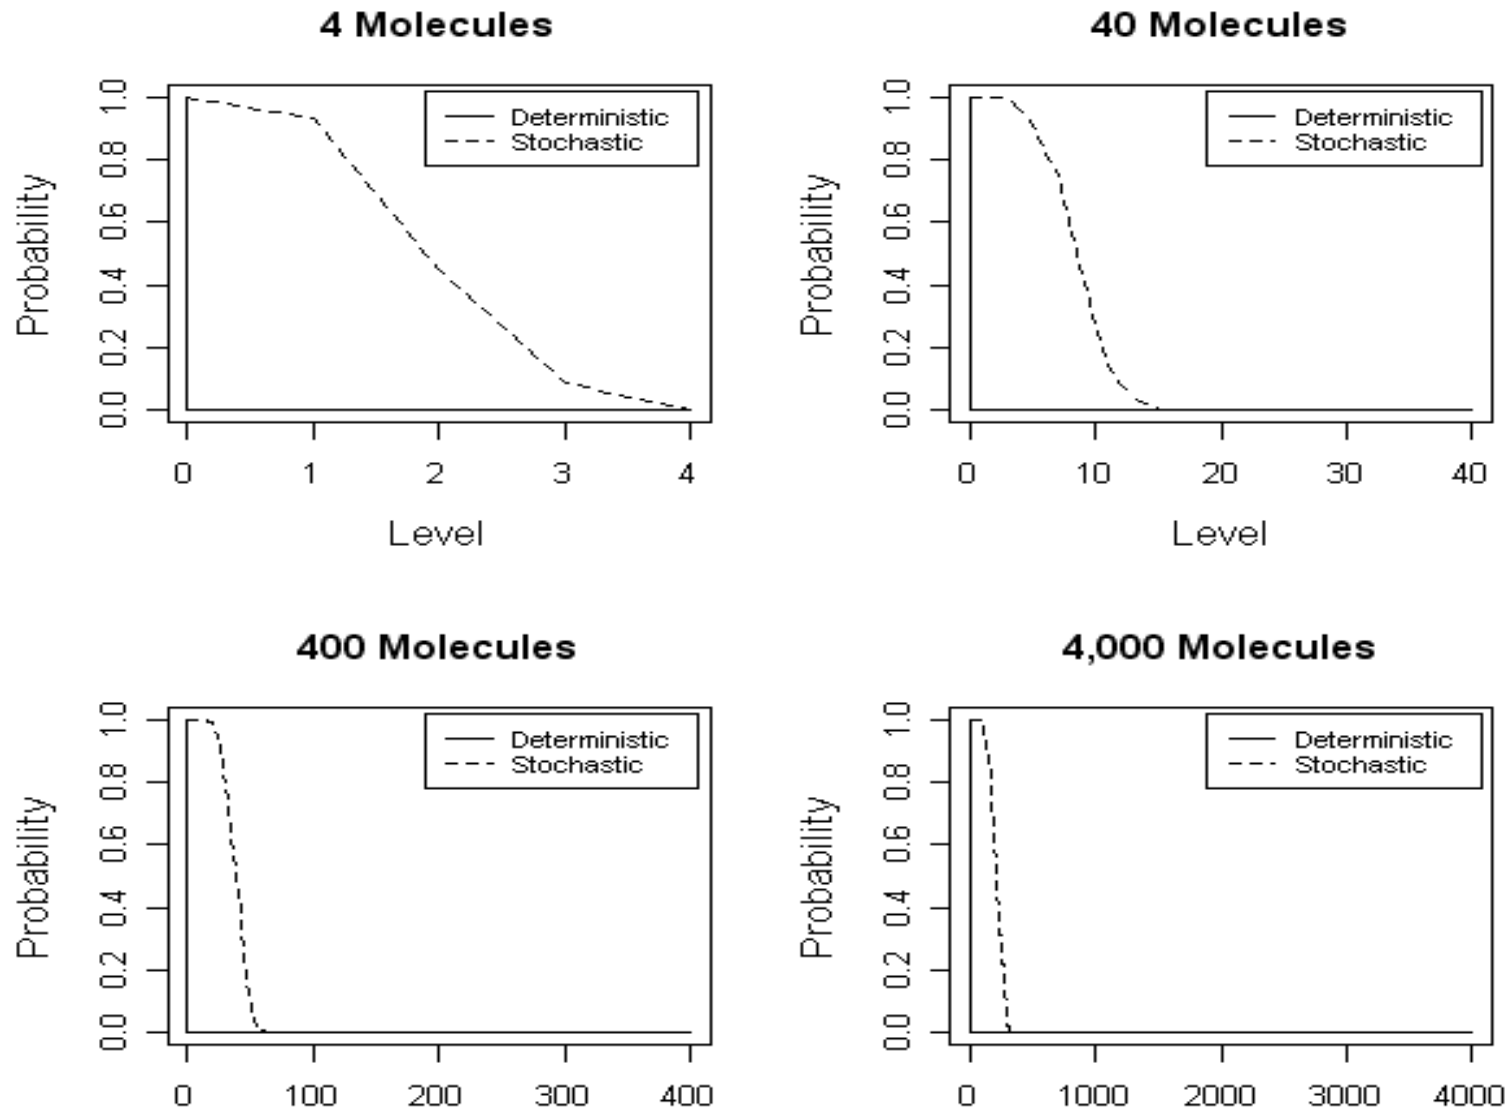 4 Molecules
Probability
0.0 0.2 0.4 0.6 0.8 1.0
Deterministic
Stochastic
0 1 2 3 4
Level
40 Molecules
Probability
0.0 0.2 0.4 0.6 0.8 1.0
Deterministic
Stochastic
0 10 20 30 40
Level
400 Molecules
Probability
0.0 0.2 0.4 0.6 0.8 1.0
Deterministic
Stochastic
0 100 200 300 400
4,000 Molecules
Probability
0.0 0.2 0.4 0.6 0.8 1.0
Deterministic
Stochastic
0 1000 2000 3000 4000